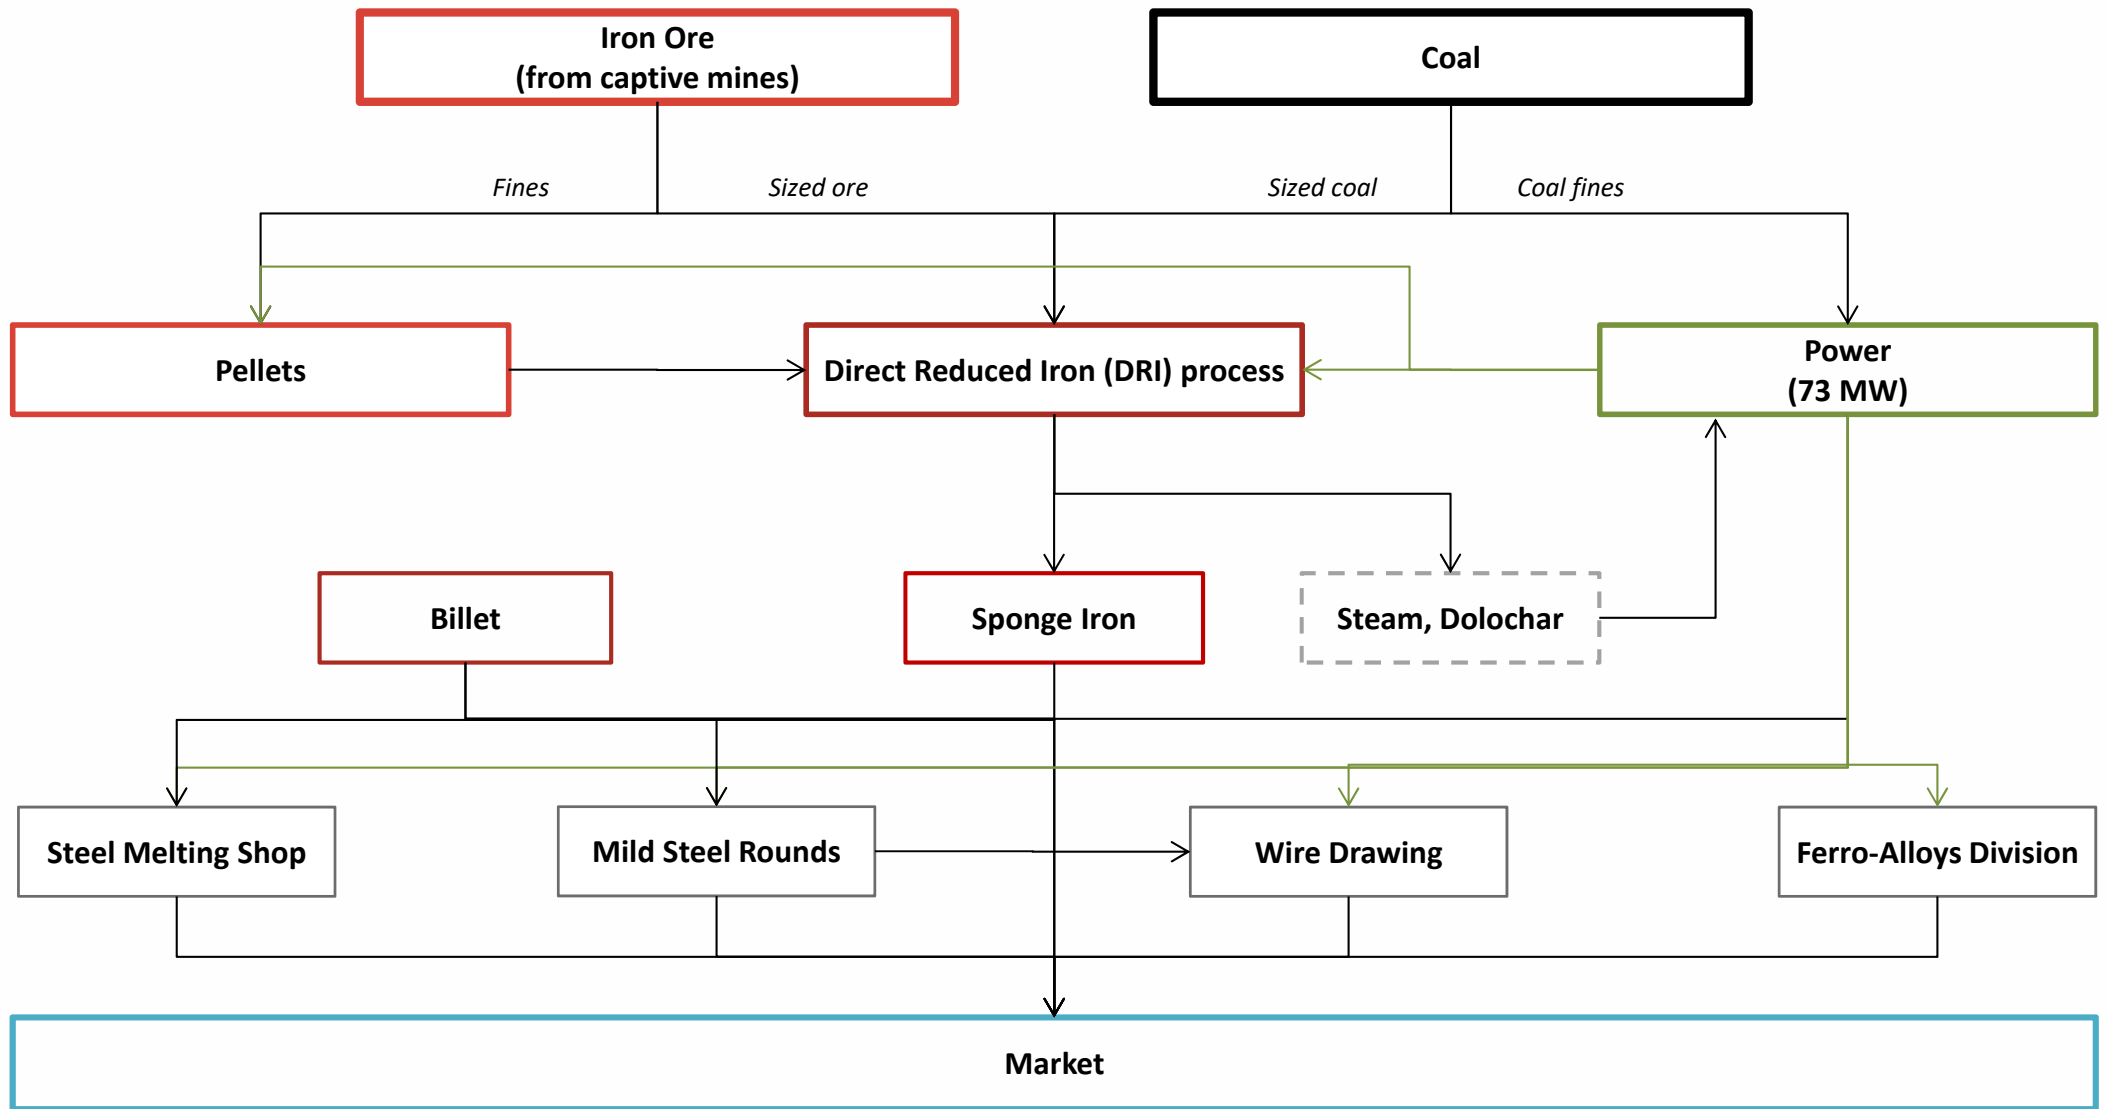 Iron Ore
(from captive mines)
Coal
Fines
Sized ore
Sized coal
Coal fines
Pellets
Direct Reduced Iron (DRI) process
Power
(73 MW)
Billet
Sponge Iron
Steam, Dolochar
Steel Melting Shop
Mild Steel Rounds
Wire Drawing
Ferro-Alloys Division
Market